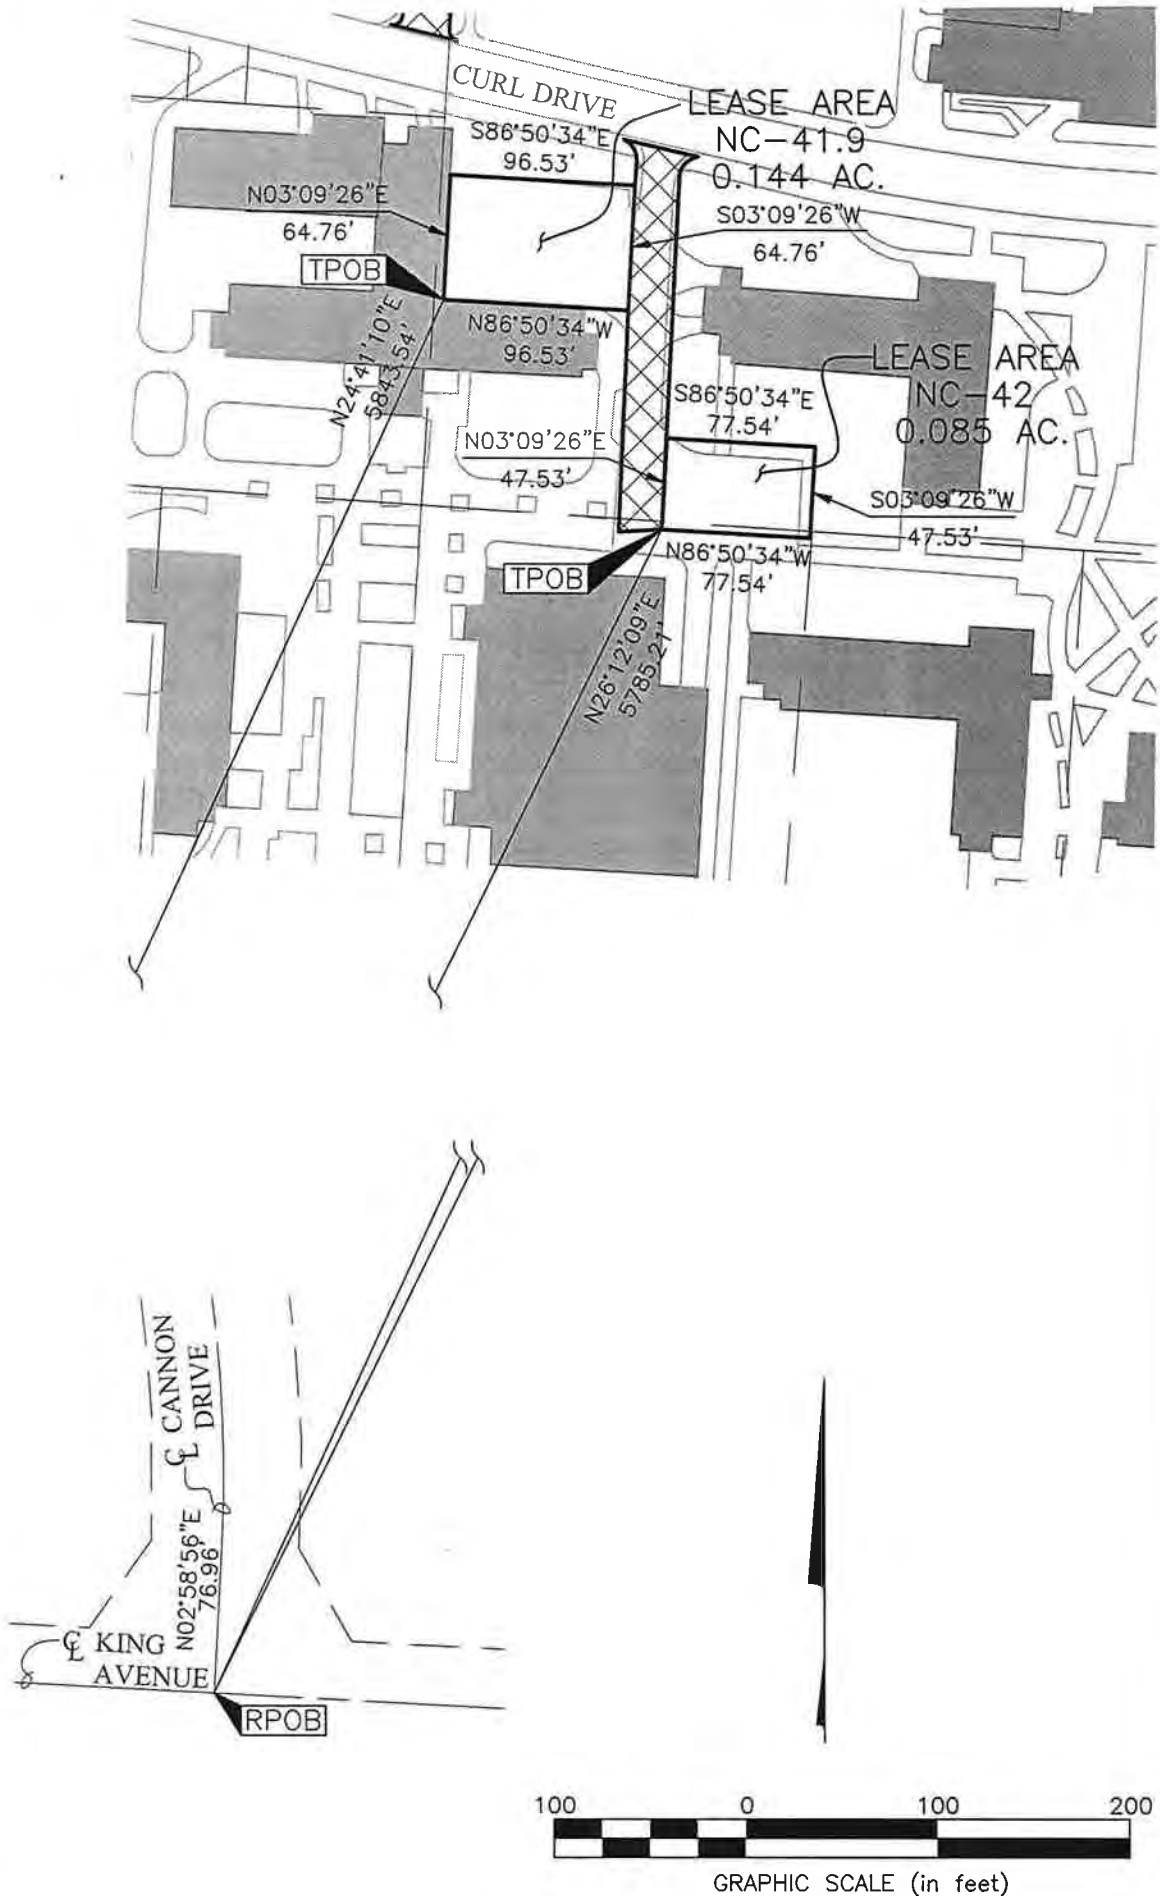 CURL DRIVE
LEASE AREA
NC-41.9
0.144 AC.
S86°50'34"E
96.53'
N03°09'26"E
64.76'
S03°09'26"W
64.76'
TPOB
N24°41'10"E
5843.54'
N86°50'34"W
96.53'
LEASE AREA
NC-42
0.085 AC.
S86°50'34"E
77.54'
N03°09'26"E
47.53'
S03°09'26"W
47.53'
N86°50'34"W
77.54'
TPOB
N26°12'09"E
5785.21'
℄ CANNON
DRIVE
N02°58'56"E
76.96'
℄ KING
AVENUE
RPOB
100 0 100 200
GRAPHIC SCALE (in feet)